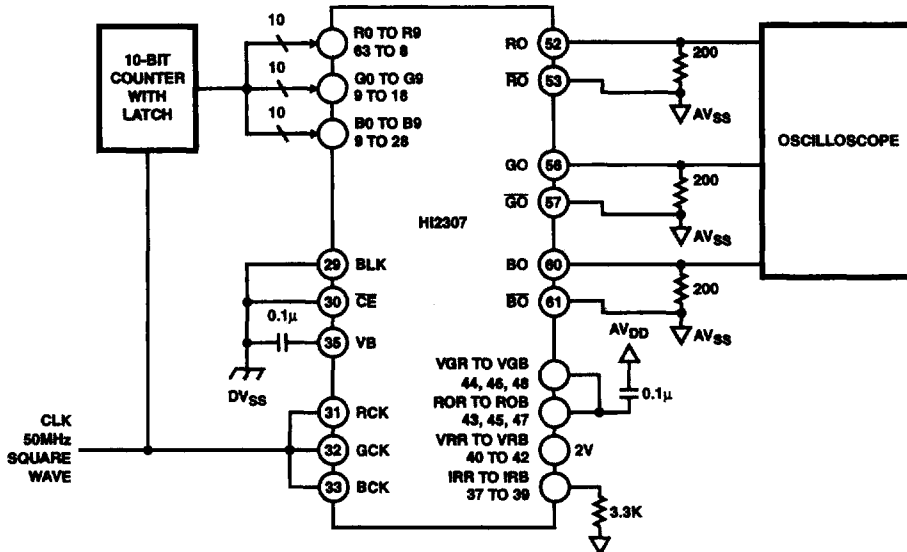 10-BIT
COUNTER
WITH
LATCH
10
10
10
R0 TO R9
63 TO 8
G0 TO G9
9 TO 18
B0 TO B9
9 TO 28
HI2307
RO
52
RO
53
200
AVSS
GO
56
GO
57
200
AVSS
BO
60
BO
61
200
AVSS
OSCILLOSCOPE
29
BLK
30
CE
0.1μ
35
VB
DVSS
AVDD
0.1μ
VGR TO VGB
44, 46, 48
ROR TO ROB
43, 45, 47
VRR TO VRB
40 TO 42
2V
IRR TO IRB
37 TO 39
3.3K
31
RCK
32
GCK
33
BCK
CLK
50MHz
SQUARE
WAVE